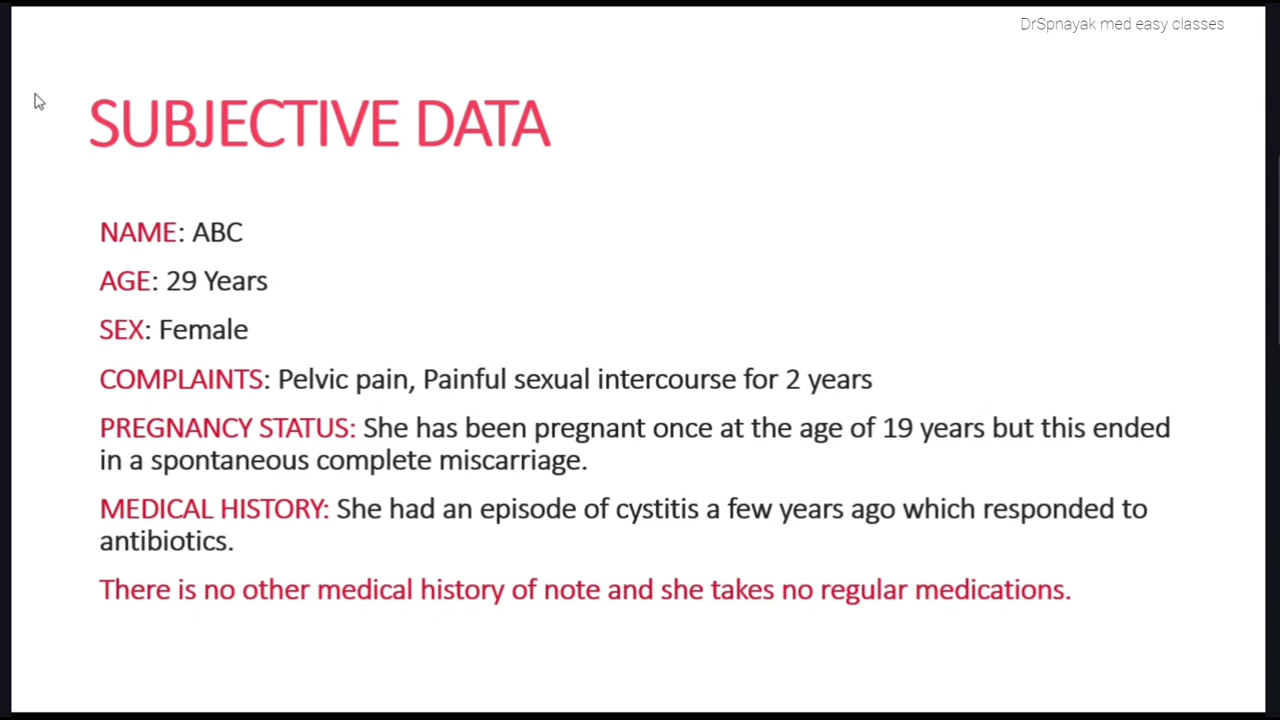 DrSpnayak med easy classes
SUBJECTIVE DATA
NAME: ABC
AGE: 29 Years
SEX: Female
COMPLAINTS: Pelvic pain, Painful sexual intercourse for 2 years
PREGNANCY STATUS: She has been pregnant once at the age of 19 years but this ended
in a spontaneous complete miscarriage.
MEDICAL HISTORY: She had an episode of cystitis a few years ago which responded to
antibiotics.
There is no other medical history of note and she takes no regular medications.